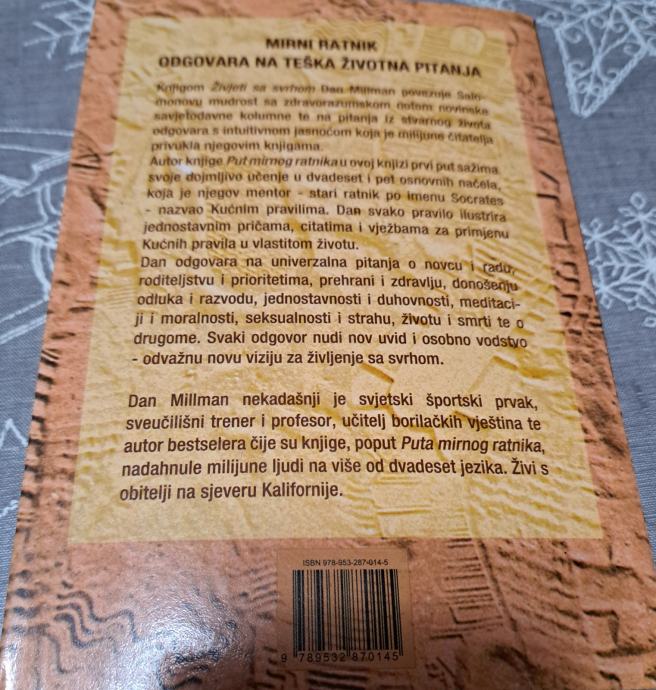 MIRNI RATNIK
ODGOVARA NA TEŠKA ŽIVOTNA PITANJA
Knjigom Živjeti sa svrhom Dan Millman povezuje Salo-
monovu mudrost sa zdravorazumskom notom novinske
savjetodavne kolumne te na pitanja iz stvarnog života
odgovara s intuitivnom jasnoćom koja je milijune čitatelja
privukla njegovim knjigama.
Autor knjige Put mirnog ratnika u ovoj knjizi prvi put sažima
svoje dojmljivo učenje u dvadeset i pet osnovnih načela,
koja je njegov mentor - stari ratnik po imenu Socrates
- nazvao Kućnim pravilima. Dan svako pravilo ilustrira
jednostavnim pričama, citatima i vježbama za primjenu
Kućnih pravila u vlastitom životu.
Dan odgovara na univerzalna pitanja o novcu i radu,
roditeljstvu i prioritetima, prehrani i zdravlju, donošenju
odluka i razvodu, jednostavnosti i duhovnosti, meditaci-
ji i moralnosti, seksualnosti i strahu, životu i smrti te o
drugome. Svaki odgovor nudi nov uvid i osobno vodstvo
- odvažnu novu viziju za življenje sa svrhom.
Dan Millman nekadašnji je svjetski športski prvak,
sveučilišni trener i profesor, učitelj borilačkih vještina te
autor bestselera čije su knjige, poput Puta mirnog ratnika,
nadahnule milijune ljudi na više od dvadeset jezika. Živi s
obitelji na sjeveru Kalifornije.
ISBN 978-953-287-014-5
9 789532 870145